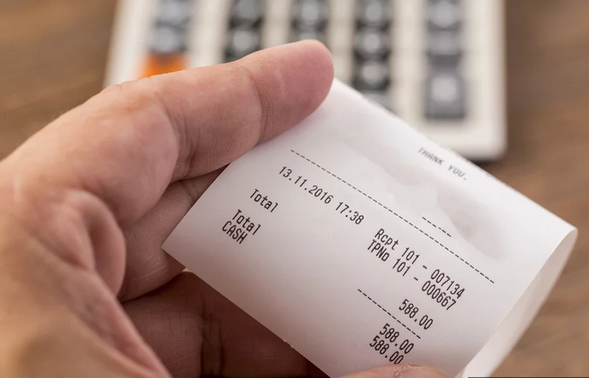 THANK YOU.
13.11.2016 17:38 Rcpt 101 - 007134
TPNo 101 - 000667
Total 588.00
Total 588.00
CASH 588.00